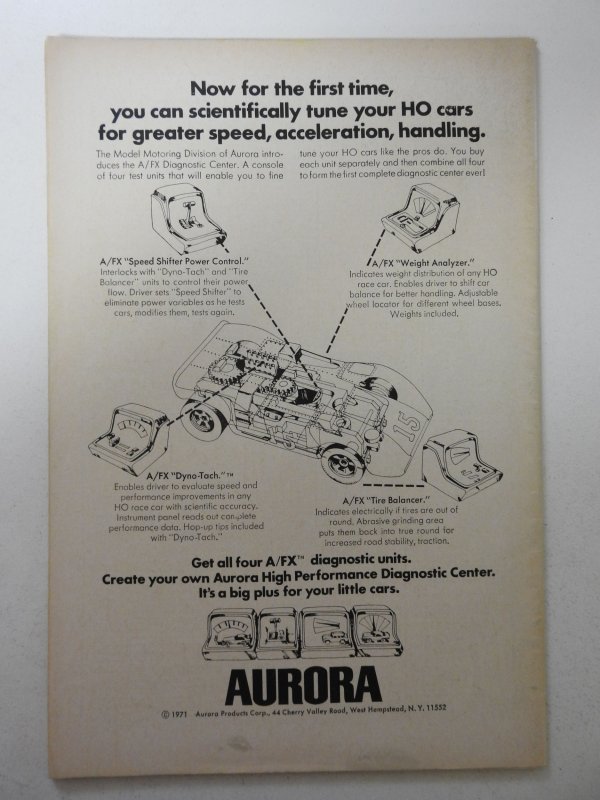 Now for the first time,
you can scientifically tune your HO cars
for greater speed, acceleration, handling.
The Model Motoring Division of Aurora intro-
duces the A/FX Diagnostic Center. A console
of four test units that will enable you to fine
tune your HO cars like the pros do. You buy
each unit separately and then combine all four
to form the first complete diagnostic center ever!
A/FX "Speed Shifter Power Control."
Interlocks with "Dyno-Tach" and "Tire
Balancer" units to control their power
flow. Driver sets "Speed Shifter" to
eliminate power variables as he tests
cars, modifies them, tests again.
A/FX "Weight Analyzer."
Indicates weight distribution of any HO
race car. Enables driver to shift car
balance for better handling. Adjustable
wheel locator for different wheel bases.
Weights included.
15
A/FX "Dyno-Tach."™
Enables driver to evaluate speed and
performance improvements in any
HO race car with scientific accuracy.
Instrument panel reads out complete
performance data. Hop-up tips included
with "Dyno-Tach."
A/FX "Tire Balancer."
Indicates electrically if tires are out of
round. Abrasive grinding area
puts them back into true round for
increased road stability, traction.
Get all four A/FX™ diagnostic units.
Create your own Aurora High Performance Diagnostic Center.
It's a big plus for your little cars.
AURORA
© 1971 Aurora Products Corp., 44 Cherry Valley Road, West Hempstead, N.Y. 11552